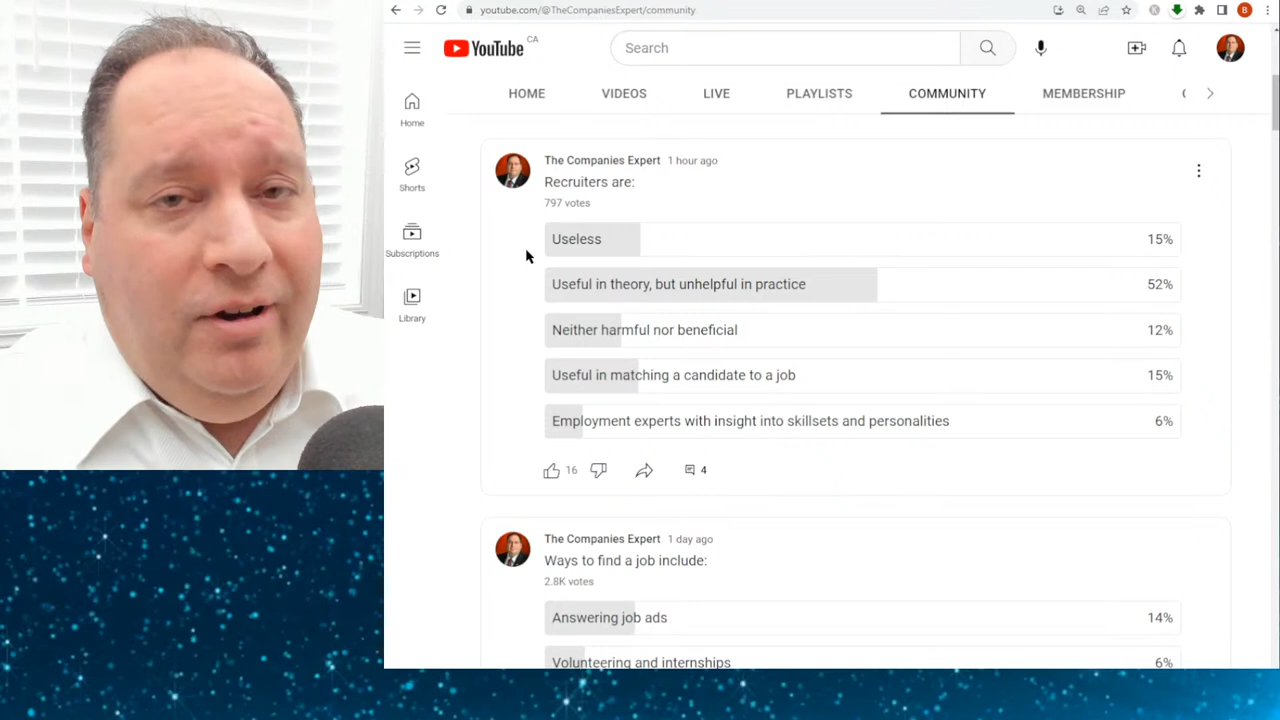 youtube.com/@TheCompaniesExpert/community
B
YouTube CA
Search
HOME VIDEOS LIVE PLAYLISTS COMMUNITY MEMBERSHIP
Home
Shorts
Subscriptions
Library
The Companies Expert 1 hour ago
Recruiters are:
797 votes
Useless 15%
Useful in theory, but unhelpful in practice 52%
Neither harmful nor beneficial 12%
Useful in matching a candidate to a job 15%
Employment experts with insight into skillsets and personalities 6%
16 4
The Companies Expert 1 day ago
Ways to find a job include:
2.8K votes
Answering job ads 14%
Volunteering and internships 6%